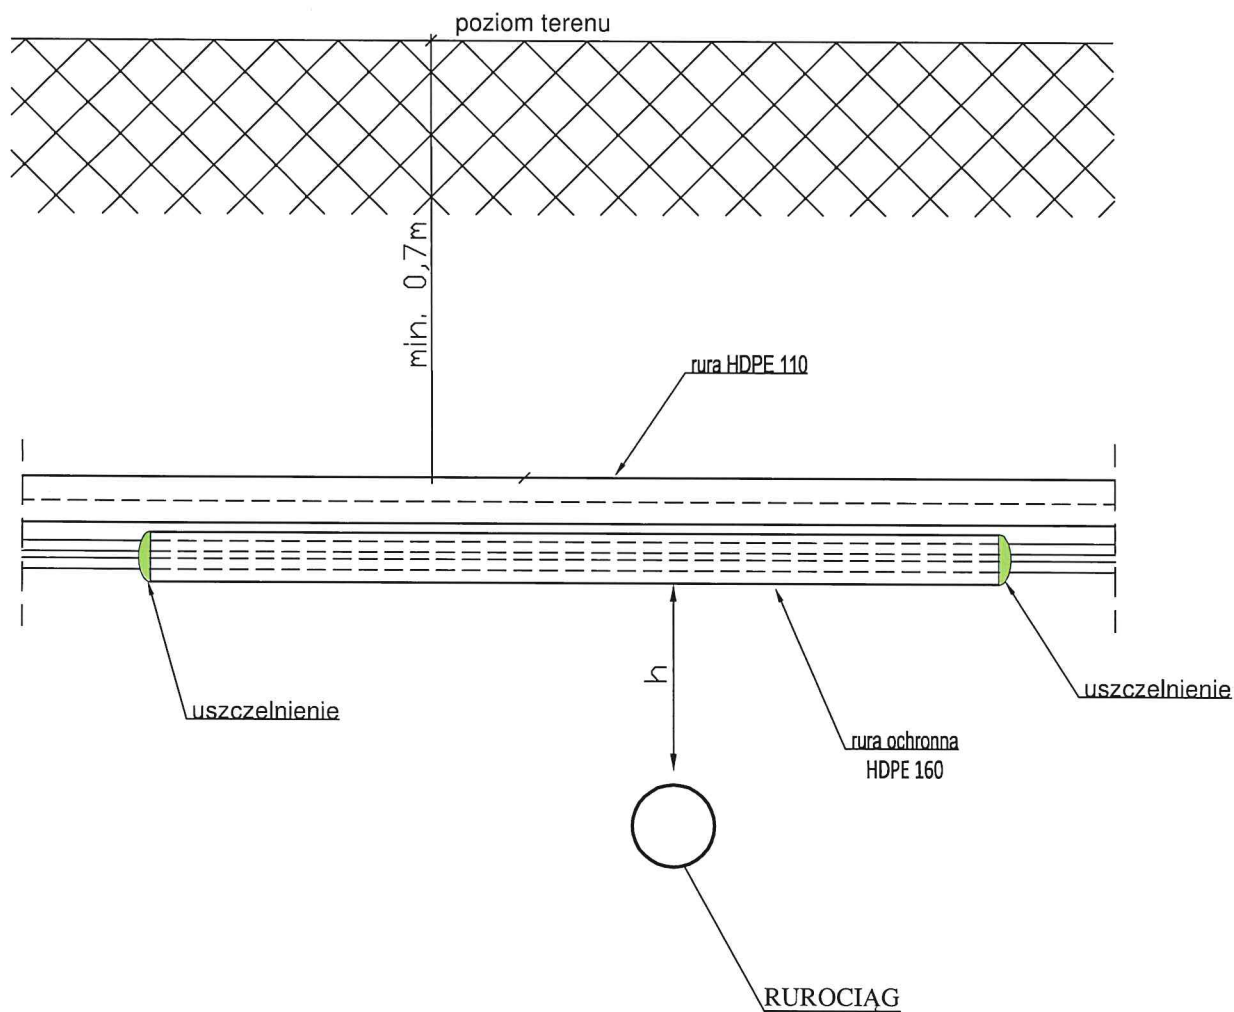 poziom terenu
min. 0,7m
rura HDPE 110
h
uszczelnienie
uszczelnienie
rura ochronna
HDPE 160
RUROCIĄG